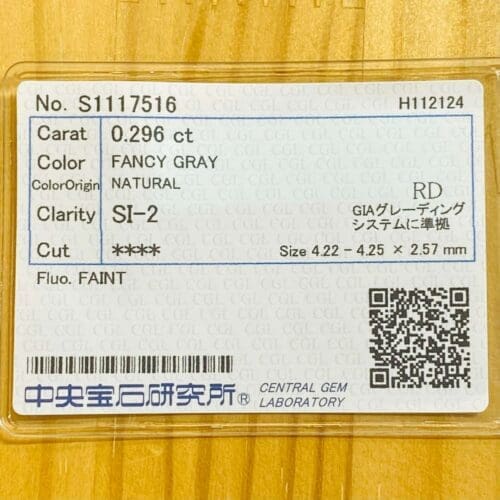 No. S1117516 H112124
Carat 0.296 ct
Color FANCY GRAY
ColorOrigin NATURAL
Clarity SI-2
RD
GIAグレーディング
システムに準拠
Cut ****
Size 4.22 - 4.25 × 2.57 mm
Fluo. FAINT
中央宝石研究所® CENTRAL GEM
LABORATORY